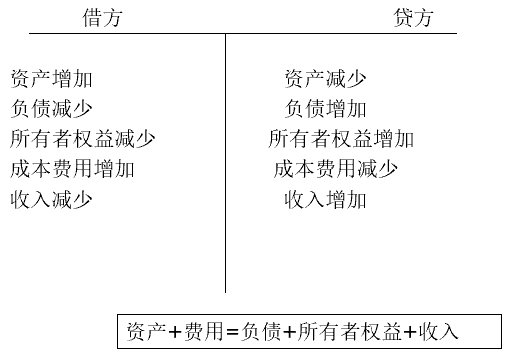 借方 贷方
资产增加 资产减少
负债减少 负债增加
所有者权益减少 所有者权益增加
成本费用增加 成本费用减少
收入减少 收入增加
资产+费用=负债+所有者权益+收入